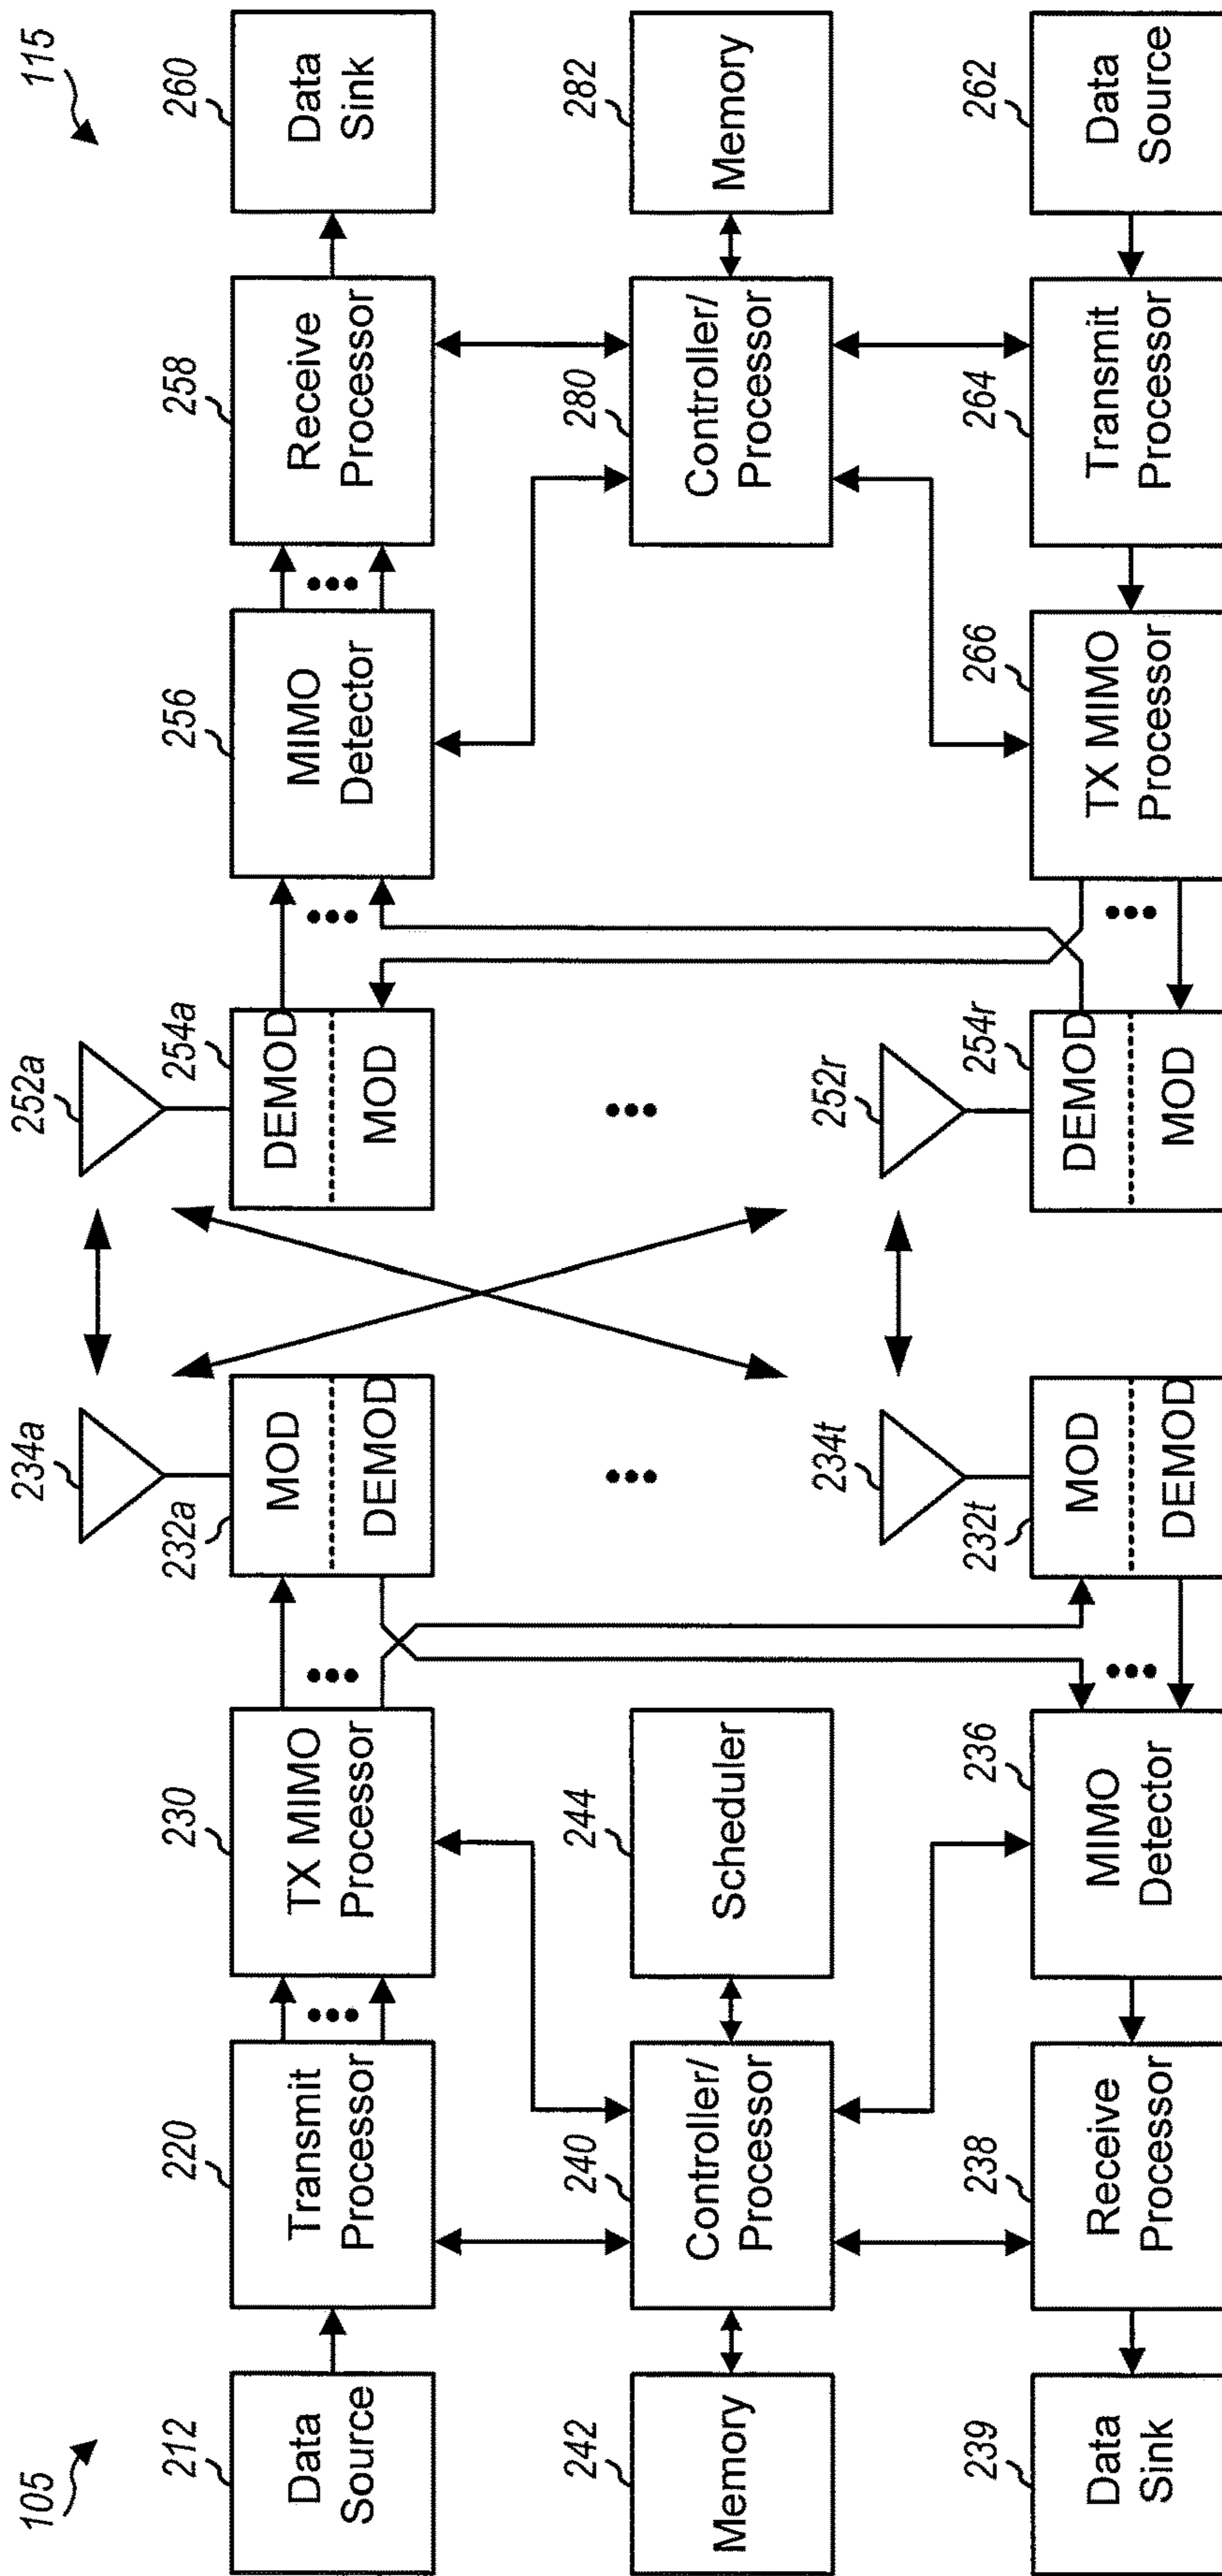 105
115
212
Data
Source
220
Transmit
Processor
230
TX MIMO
Processor
234a
232a
MOD
DEMOD
252a
254a
DEMOD
MOD
256
MIMO
Detector
258
Receive
Processor
260
Data
Sink
242
Memory
240
Controller/
Processor
244
Scheduler
280
Controller/
Processor
282
Memory
239
Data
Sink
238
Receive
Processor
236
MIMO
Detector
234t
232t
MOD
DEMOD
252r
254r
DEMOD
MOD
266
TX MIMO
Processor
264
Transmit
Processor
262
Data
Source